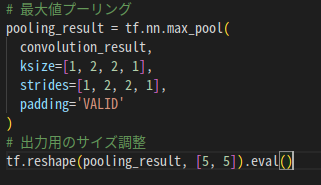 # 最大値プーリング
pooling_result = tf.nn.max_pool(
  convolution_result,
  ksize=[1, 2, 2, 1],
  strides=[1, 2, 2, 1],
  padding='VALID'
)
# 出力用のサイズ調整
tf.reshape(pooling_result, [5, 5]).eval()